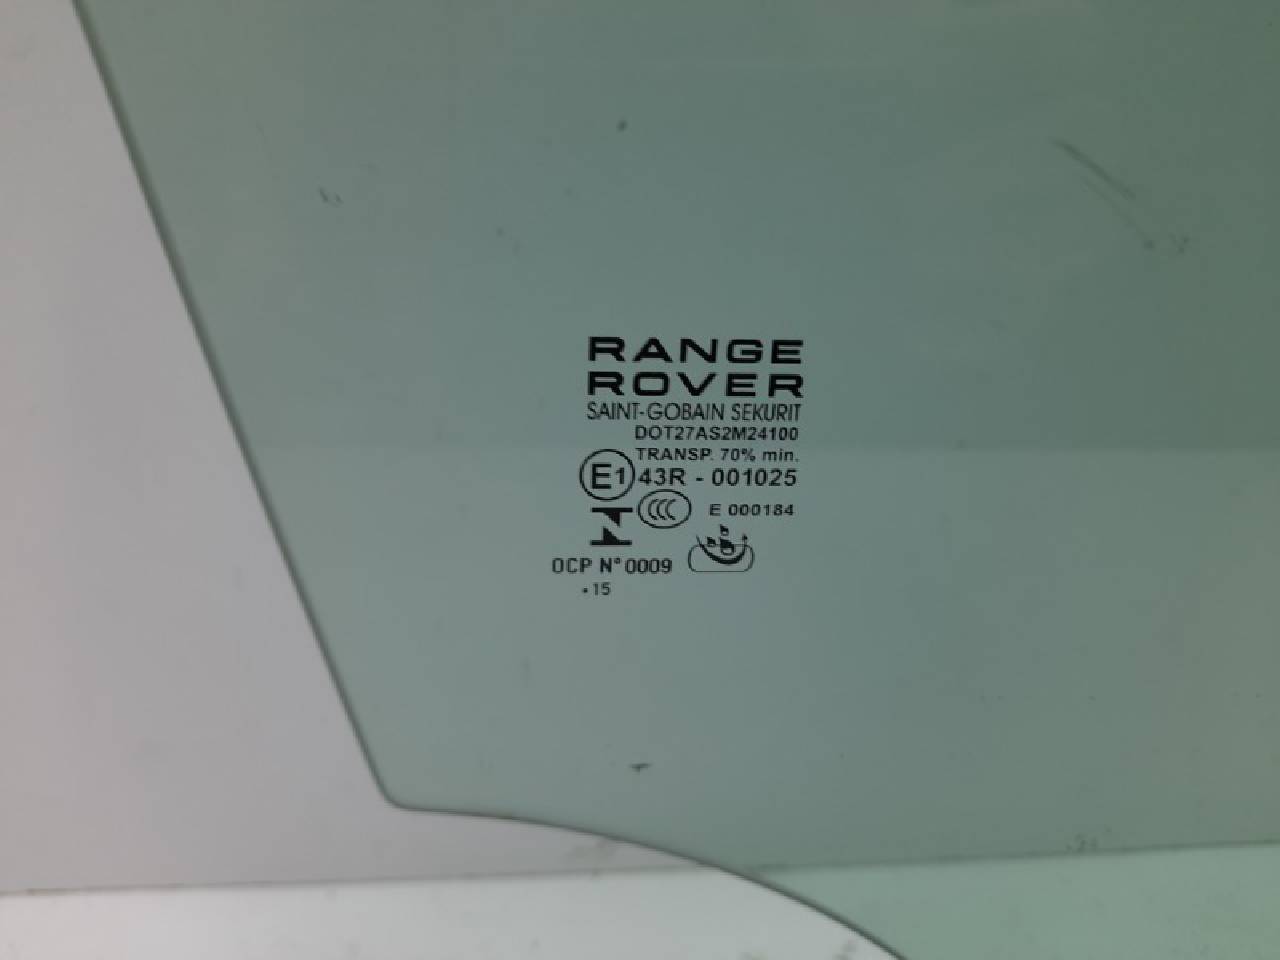 RANGE
ROVER
SAINT-GOBAIN SEKURIT
DOT27AS2M24100
TRANSP. 70% min.
E1 43R - 001025
CCC E 000184
OCP N° 0009
. 15